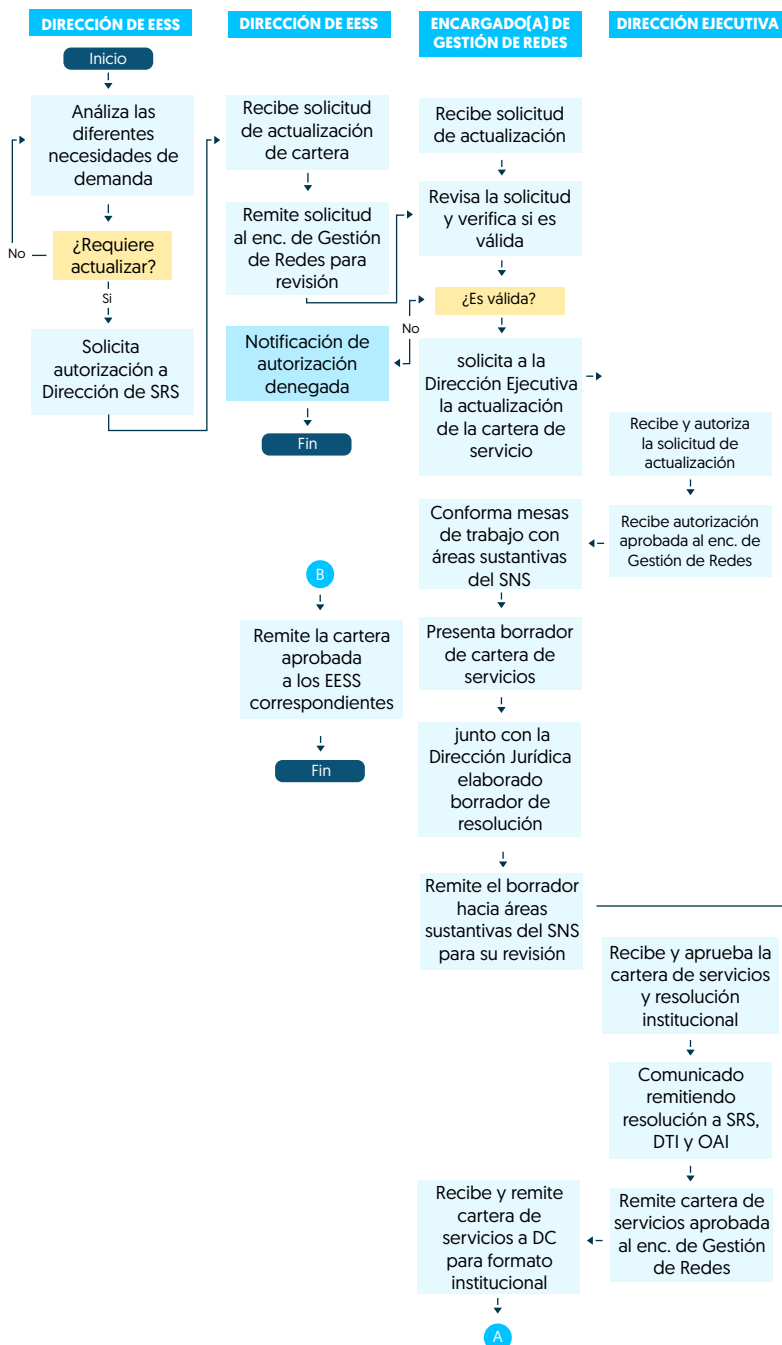 DIRECCIÓN DE EESS
DIRECCIÓN DE EESS
ENCARGADO(A) DE
GESTIÓN DE REDES
DIRECCIÓN EJECUTIVA
Inicio
Análiza las
diferentes
necesidades de
demanda
¿Requiere
actualizar?
No
Si
Solicita
autorización a
Dirección de SRS
Recibe solicitud
de actualización
de cartera
Remite solicitud
al enc. de Gestión
de Redes para
revisión
Notificación de
autorización
denegada
Fin
Recibe solicitud
de actualización
Revisa la solicitud
y verifica si es
válida
¿Es válida?
No
solicita a la
Dirección Ejecutiva
la actualización
de la cartera de
servicio
Recibe y autoriza
la solicitud de
actualización
Recibe autorización
aprobada al enc. de
Gestión de Redes
Conforma mesas
de trabajo con
áreas sustantivas
del SNS
Presenta borrador
de cartera de
servicios
junto con la
Dirección Jurídica
elaborado
borrador de
resolución
Remite el borrador
hacia áreas
sustantivas del SNS
para su revisión
B
Remite la cartera
aprobada
a los EESS
correspondientes
Fin
Recibe y aprueba la
cartera de servicios
y resolución
institucional
Comunicado
remitiendo
resolución a SRS,
DTI y OAI
Remite cartera de
servicios aprobada
al enc. de Gestión
de Redes
Recibe y remite
cartera de
servicios a DC
para formato
institucional
A